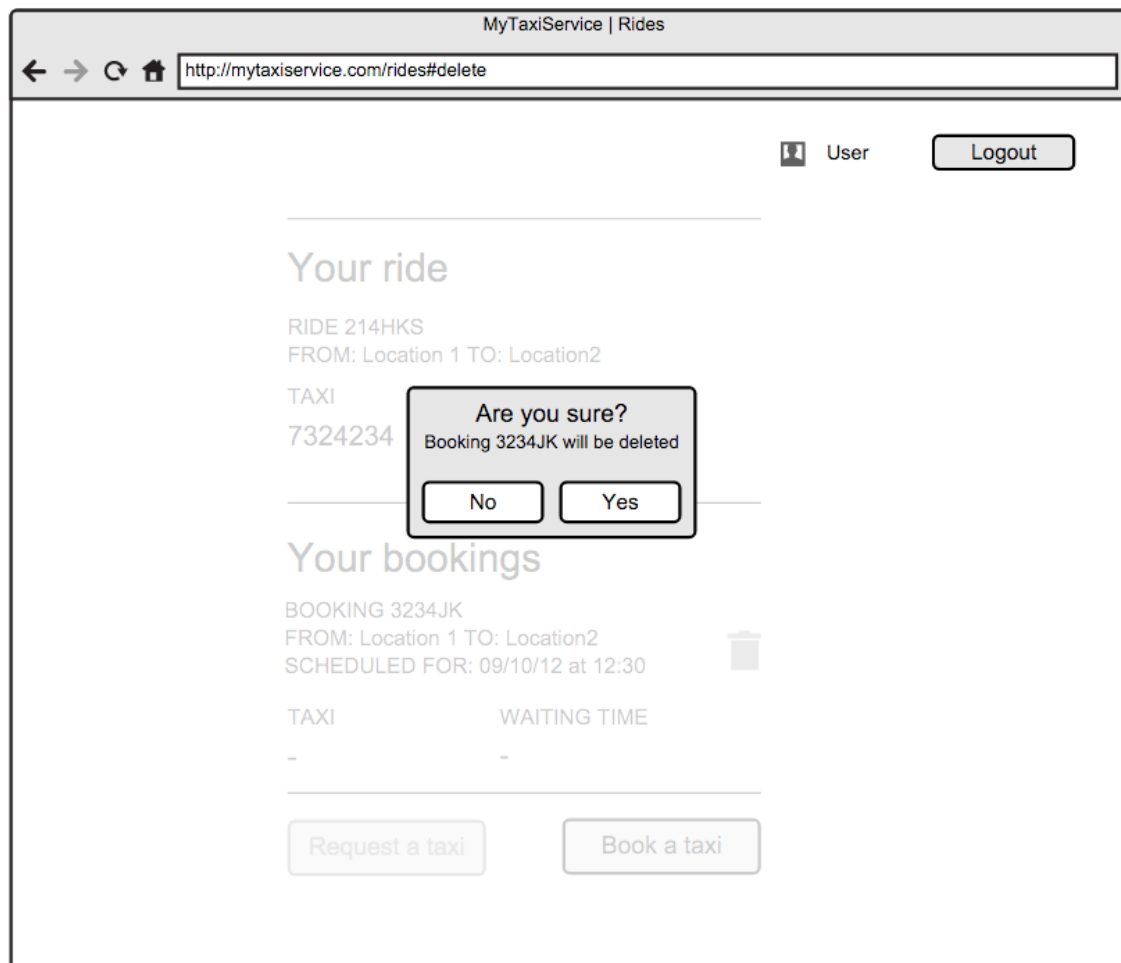 MyTaxiService | Rides
http://mytaxiservice.com/rides#delete
User Logout
Your ride
RIDE 214HKS
FROM: Location 1 TO: Location2
TAXI
7324234
Are you sure?
Booking 3234JK will be deleted
No Yes
Your bookings
BOOKING 3234JK
FROM: Location 1 TO: Location2
SCHEDULED FOR: 09/10/12 at 12:30
TAXI WAITING TIME
- -
Request a taxi Book a taxi